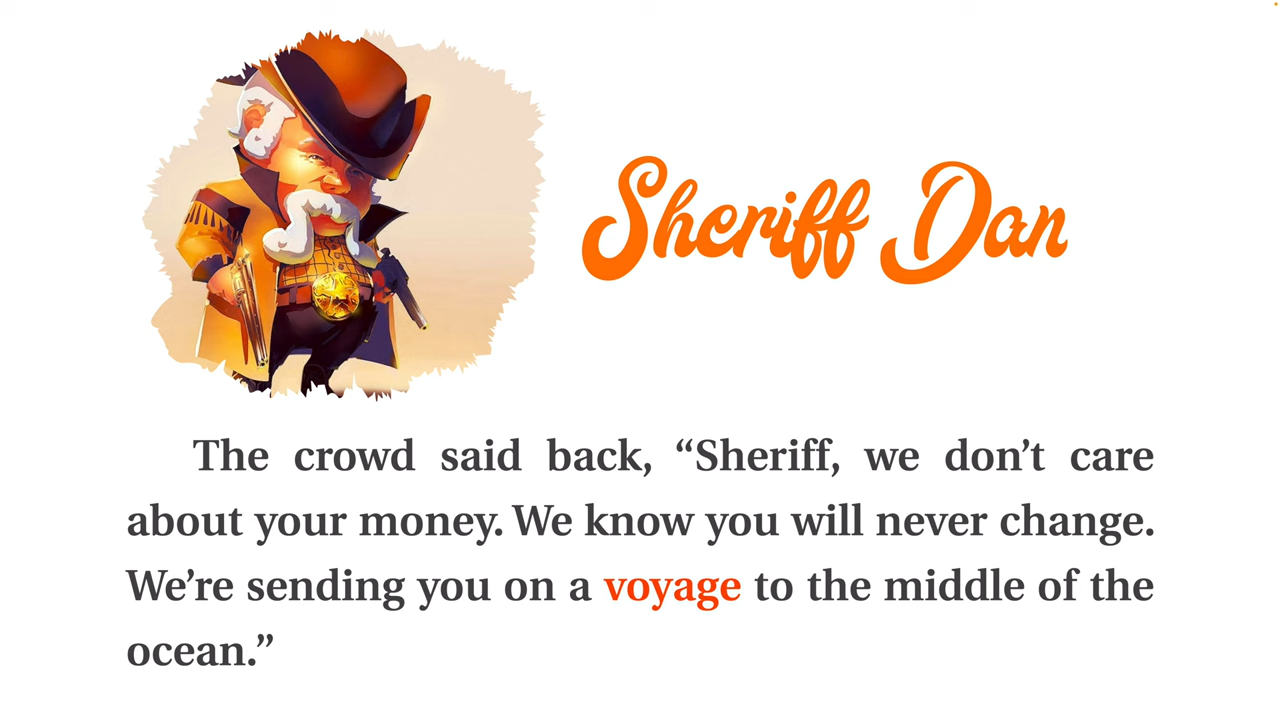 Sheriff Dan
The crowd said back, “Sheriff, we don’t care
about your money. We know you will never change.
We’re sending you on a voyage to the middle of the
ocean.”